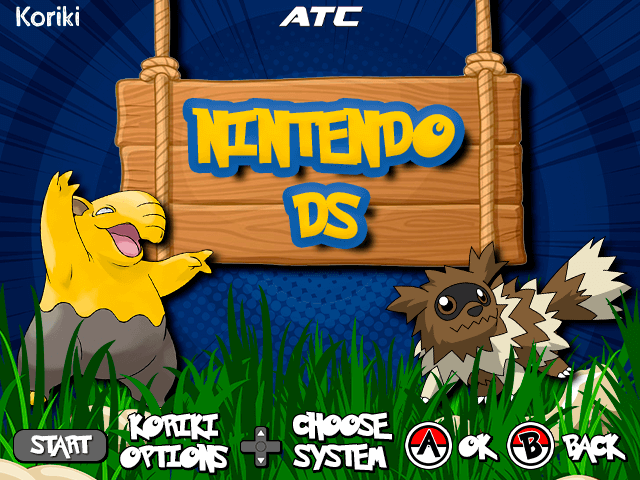 Koriki
ATC
NINTENDO
DS
START
KORIKI
OPTIONS
CHOOSE
SYSTEM
A OK
B BACK